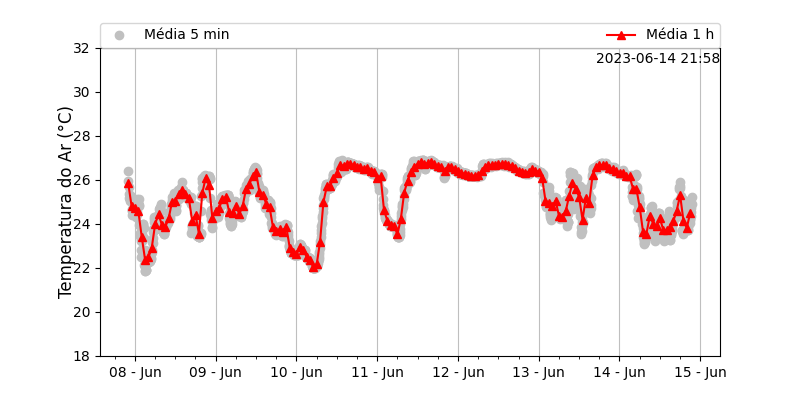 Média 5 min
Média 1 h
2023-06-14 21:58
Temperatura do Ar (°C)
32
30
28
26
24
22
20
18
08 - Jun
09 - Jun
10 - Jun
11 - Jun
12 - Jun
13 - Jun
14 - Jun
15 - Jun